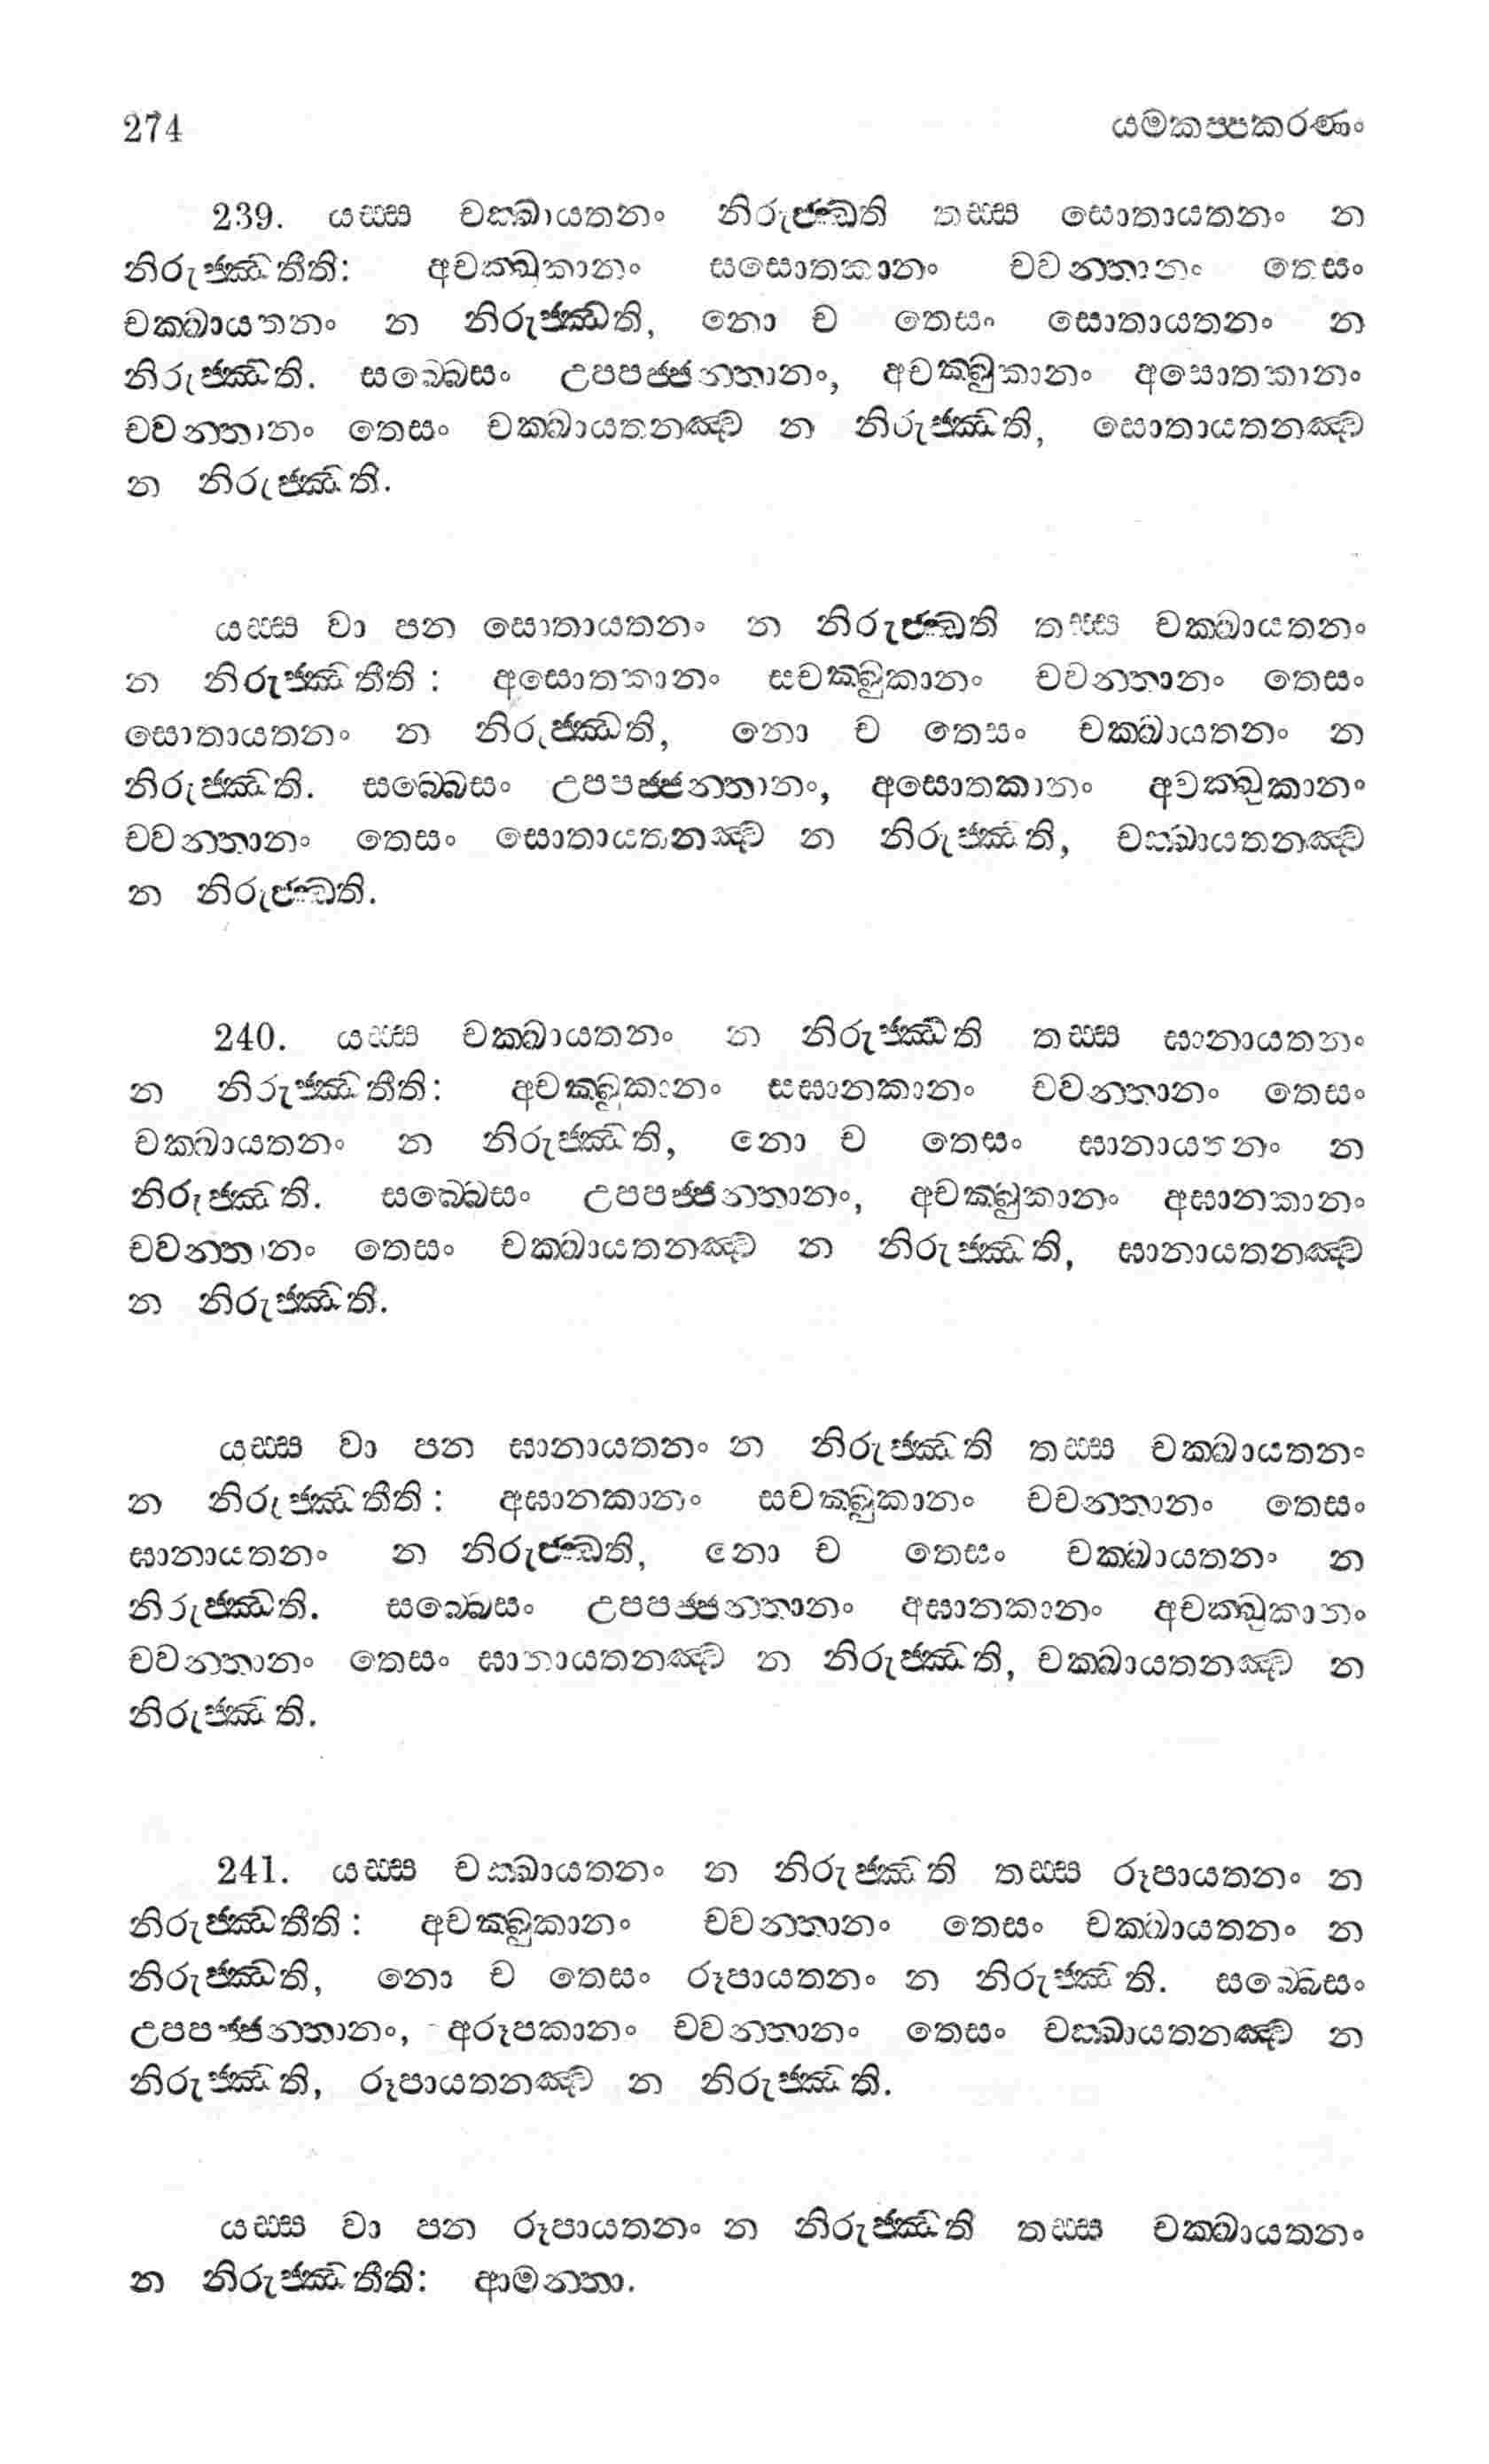 274 යමකප්පකරණං
239. යස්ස චක්ඛායතනං නිරුජ්ඣති තස්ස සොතායතනං න
නිරුජ්ඣතීති: අචක්ඛුකානං සසොතකානං චවන්තානං තෙසං
චක්ඛායතනං න නිරුජ්ඣති, නො ච තෙසං සොතායතනං න
නිරුජ්ඣති. සබ්බෙසං උපපජ්ජන්තානං, අචක්ඛුකානං අසොතකානං
චවන්තානං තෙසං චක්ඛායතනඤ්ච න නිරුජ්ඣති, සොතායතනඤ්ච
න නිරුජ්ඣති.
යස්ස වා පන සොතායතනං න නිරුජ්ඣති තස්ස චක්ඛායතනං
න නිරුජ්ඣතීති : අසොතකානං සචක්ඛුකානං චවන්තානං තෙසං
සොතායතනං න නිරුජ්ඣති, නො ච තෙසං චක්ඛායතනං න
නිරුජ්ඣති. සබ්බෙසං උපපජ්ජන්තානං, අසොතකානං අචක්ඛුකානං
චවන්තානං තෙසං සොතායතනඤ්ච න නිරුජ්ඣති, චක්ඛායතනඤ්ච
න නිරුජ්ඣති.
240. යස්ස චක්ඛායතනං න නිරුජ්ඣති තස්ස ඝානායතනං
න නිරුජ්ඣතීති: අචක්ඛුකානං සඝානකානං චවන්තානං තෙසං
චක්ඛායතනං න නිරුජ්ඣති, නො ච තෙසං ඝානායතනං න
නිරුජ්ඣති. සබ්බෙසං උපපජ්ජන්තානං, අචක්ඛුකානං අඝානකානං
චවන්තානං තෙසං චක්ඛායතනඤ්ච න නිරුජ්ඣති, ඝානායතනඤ්ච
න නිරුජ්ඣති.
යස්ස වා පන ඝානායතනං න නිරුජ්ඣති තස්ස චක්ඛායතනං
න නිරුජ්ඣතීති : අඝානකානං සචක්ඛුකානං චවන්තානං තෙසං
ඝානායතනං න නිරුජ්ඣති, නො ච තෙසං චක්ඛායතනං න
නිරුජ්ඣති. සබ්බෙසං උපපජ්ජන්තානං අඝානකානං අචක්ඛුකානං
චවන්තානං තෙසං ඝානායතනඤ්ච න නිරුජ්ඣති, චක්ඛායතනඤ්ච න
නිරුජ්ඣති.
241. යස්ස චක්ඛායතනං න නිරුජ්ඣති තස්ස රූපායතනං න
නිරුජ්ඣතීති : අචක්ඛුකානං චවන්තානං තෙසං චක්ඛායතනං න
නිරුජ්ඣති, නො ච තෙසං රූපායතනං න නිරුජ්ඣති. සබ්බෙසං
උපපජ්ජන්තානං, අරූපකානං චවන්තානං තෙසං චක්ඛායතනඤ්ච න
නිරුජ්ඣති, රූපායතනඤ්ච න නිරුජ්ඣති.
යස්ස වා පන රූපායතනං න නිරුජ්ඣති තස්ස චක්ඛායතනං
න නිරුජ්ඣතීති: ආමන්තා.